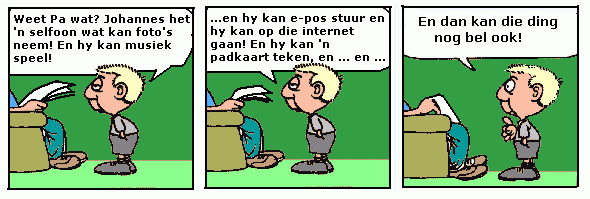 Weet Pa wat? Johannes het
'n selfoon wat kan foto's
neem! En hy kan musiek
speel!
...en hy kan e-pos stuur en
hy kan op die internet
gaan! En hy kan 'n
padkaart teken, en ... en ...
En dan kan die ding
nog bel ook!